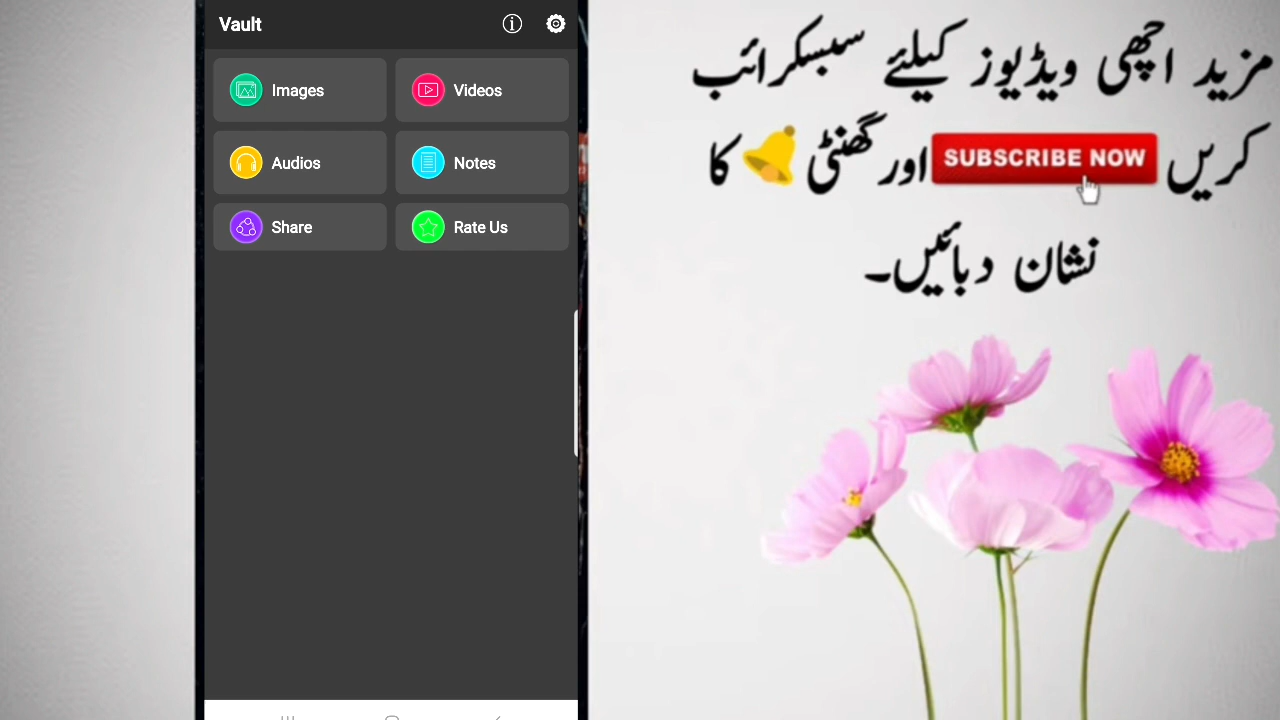 Vault
Images
Videos
Audios
Notes
Share
Rate Us
مزید اچھی ویڈیوز کیلئے سبسکرائب
کریں SUBSCRIBE NOW اور گھنٹی کا
نشان دبائیں۔